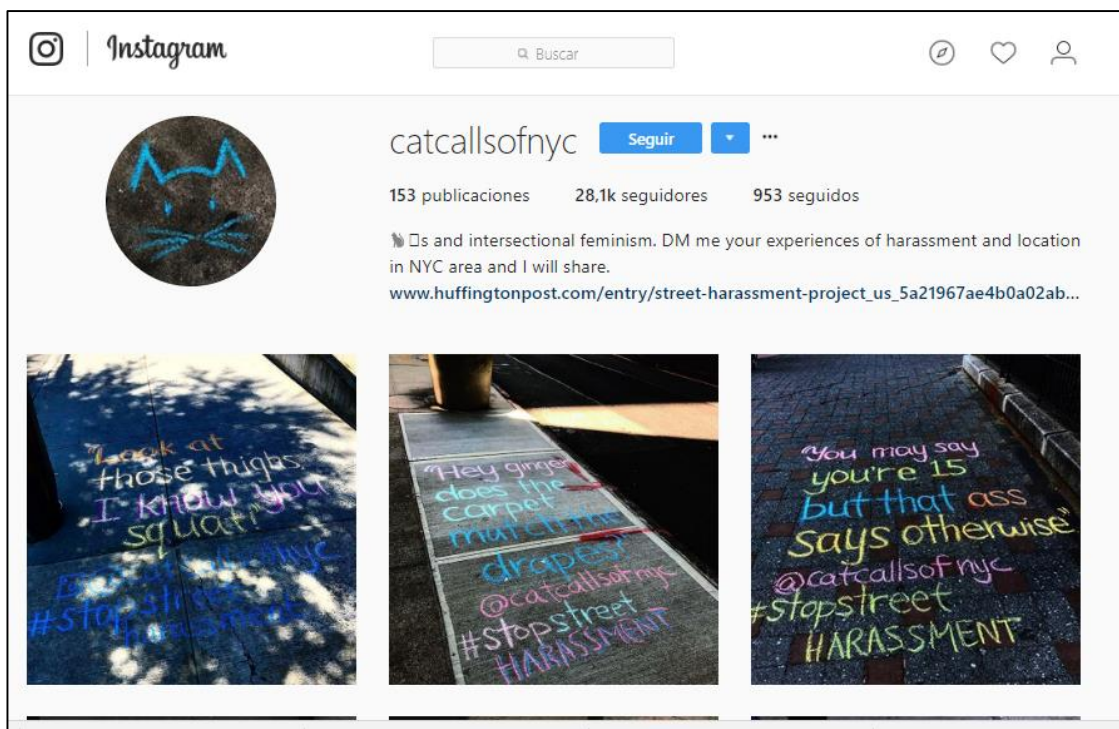 Instagram
Buscar
catcallsofnyc Seguir
153 publicaciones 28,1k seguidores 953 seguidos
s and intersectional feminism. DM me your experiences of harassment and location
in NYC area and I will share.
www.huffingtonpost.com/entry/street-harassment-project_us_5a21967ae4b0a02ab...
"Look at
those thighs.
I know you
squat!"
@catcallsofnyc
#stopstreet
harassment
"Hey ginger
does the
carpet
match the
drapes?"
@catcallsofnyc
#stopstreet
HARASSMENT
"You may say
you're 15
but that ass
says otherwise"
@catcallsofnyc
#stopstreet
HARASSMENT